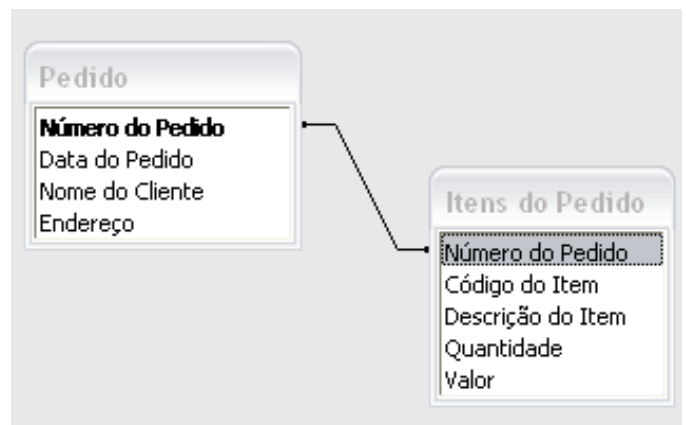 Pedido
Número do Pedido
Data do Pedido
Nome do Cliente
Endereço
Itens do Pedido
Número do Pedido
Código do Item
Descrição do Item
Quantidade
Valor